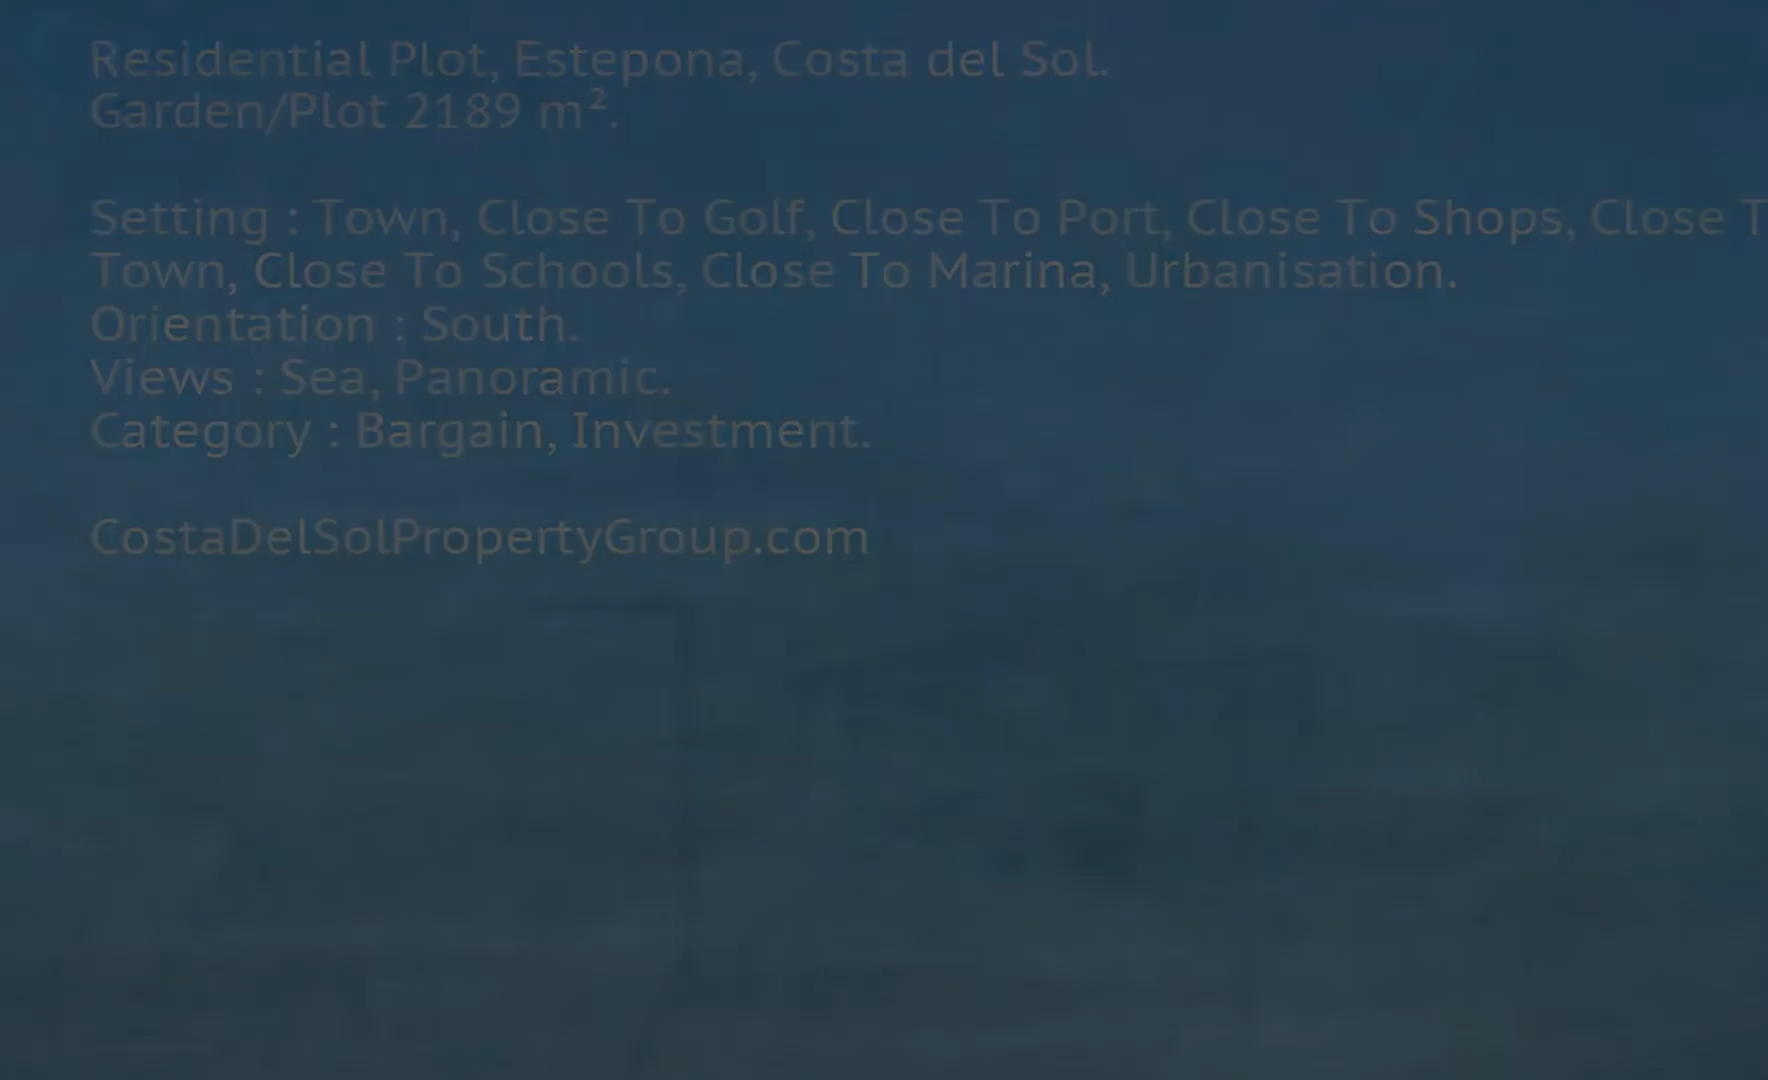 Residential Plot, Estepona, Costa del Sol.
Garden/Plot 2189 m².
Setting : Town, Close To Golf, Close To Port, Close To Shops, Close T
Town, Close To Schools, Close To Marina, Urbanisation.
Orientation : South.
Views : Sea, Panoramic.
Category : Bargain, Investment.
CostaDelSolPropertyGroup.com